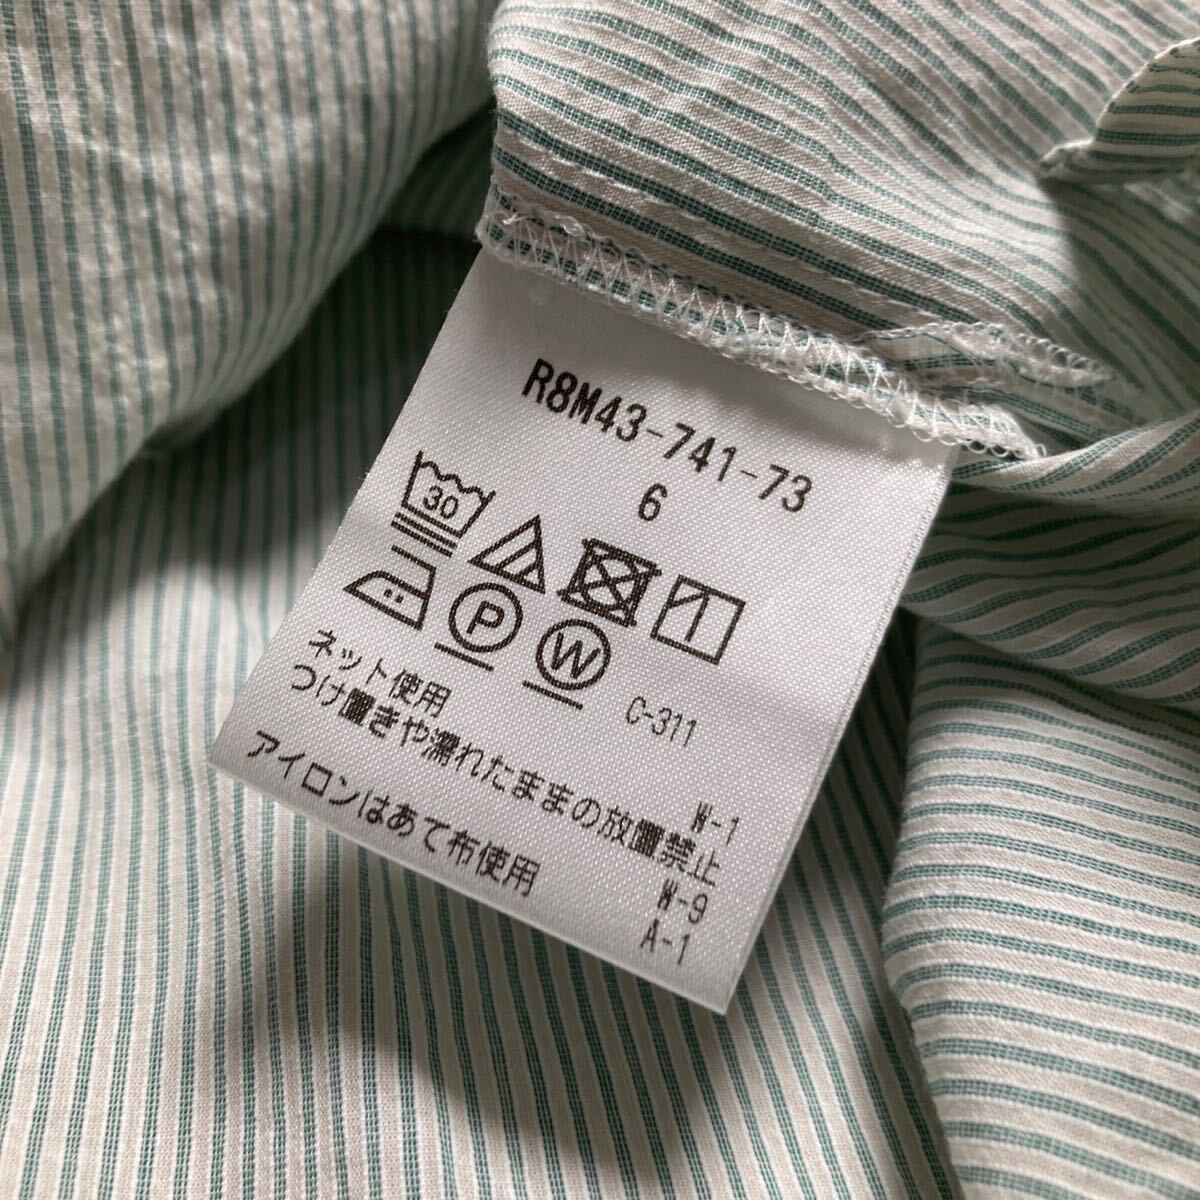 R8M43-741-73
6
30
P W C-311
ネット使用 W-1
つけ置きや濡れたままの放置禁止 W-9
アイロンはあて布使用 A-1